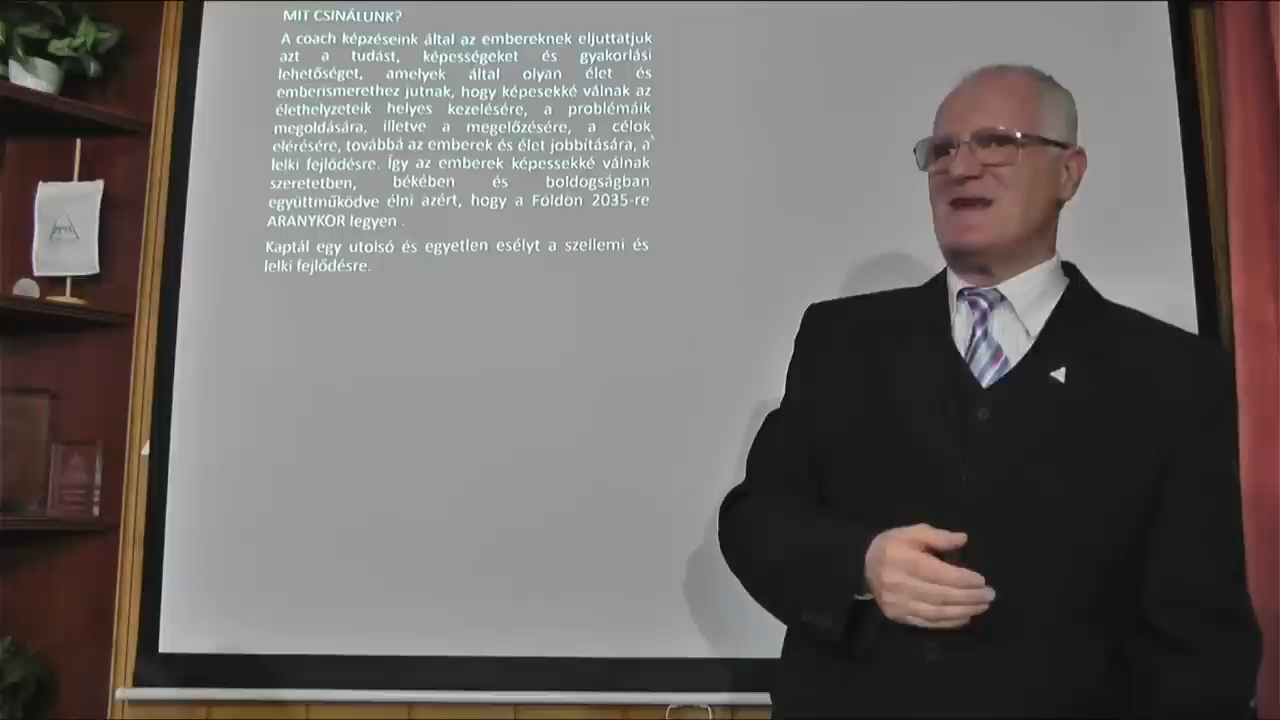 MIT CSINÁLUNK?
A coach képzéseink által az embereknek eljuttatjuk
azt a tudást, képességeket és gyakorlási
lehetőséget, amelyek által olyan élet és
emberismerethez jutnak, hogy képesekké válnak az
élethelyzeteik helyes kezelésére, a problémáik
megoldására, illetve a megelőzésére, a célok
elérésére, továbbá az emberek és élet jobbítására, a
lelki fejlődésre. Így az emberek képessekké válnak
szeretetben, békében és boldogságban
együttműködve élni azért, hogy a Földön 2035-re
ARANYKOR legyen .
Kaptál egy utolsó és egyetlen esélyt a szellemi és
lelki fejlődésre.